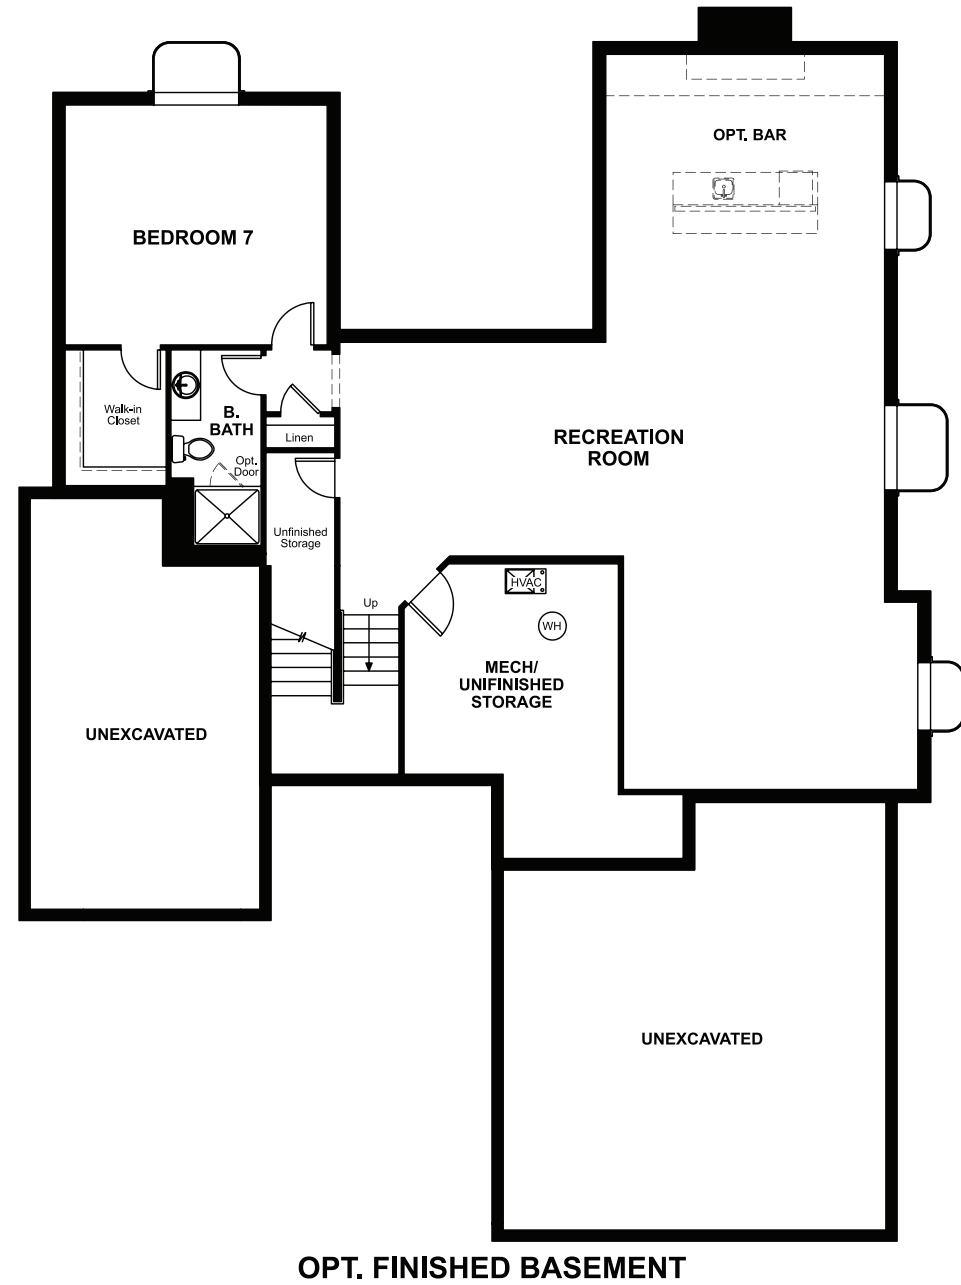 OPT. BAR
BEDROOM 7
Walk-in
Closet
B.
BATH
Linen
Opt.
Door
RECREATION
ROOM
Unfinished
Storage
HVAC
Up
WH
MECH/
UNIFINISHED
STORAGE
UNEXCAVATED
UNEXCAVATED
OPT. FINISHED BASEMENT